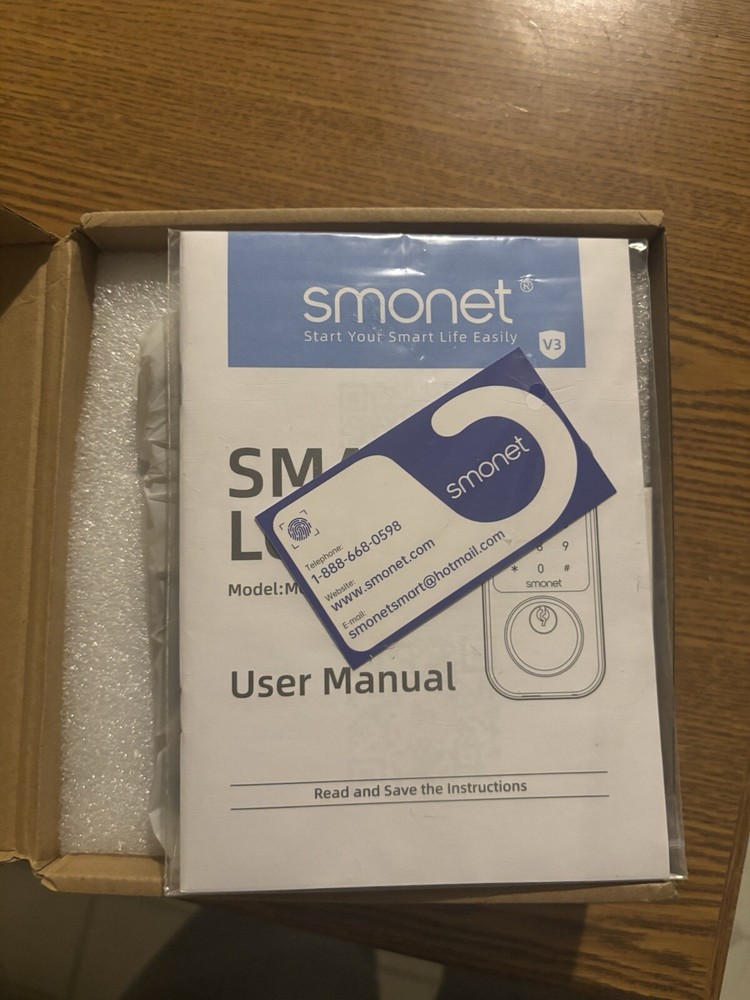 smonet®
Start Your Smart Life Easily
V3
smonet
Telephone:
1-888-668-0598
Website:
www.smonet.com
E-mail:
smonetsmart@hotmail.com
9
* 0 #
smonet
Model:
User Manual
Read and Save the Instructions